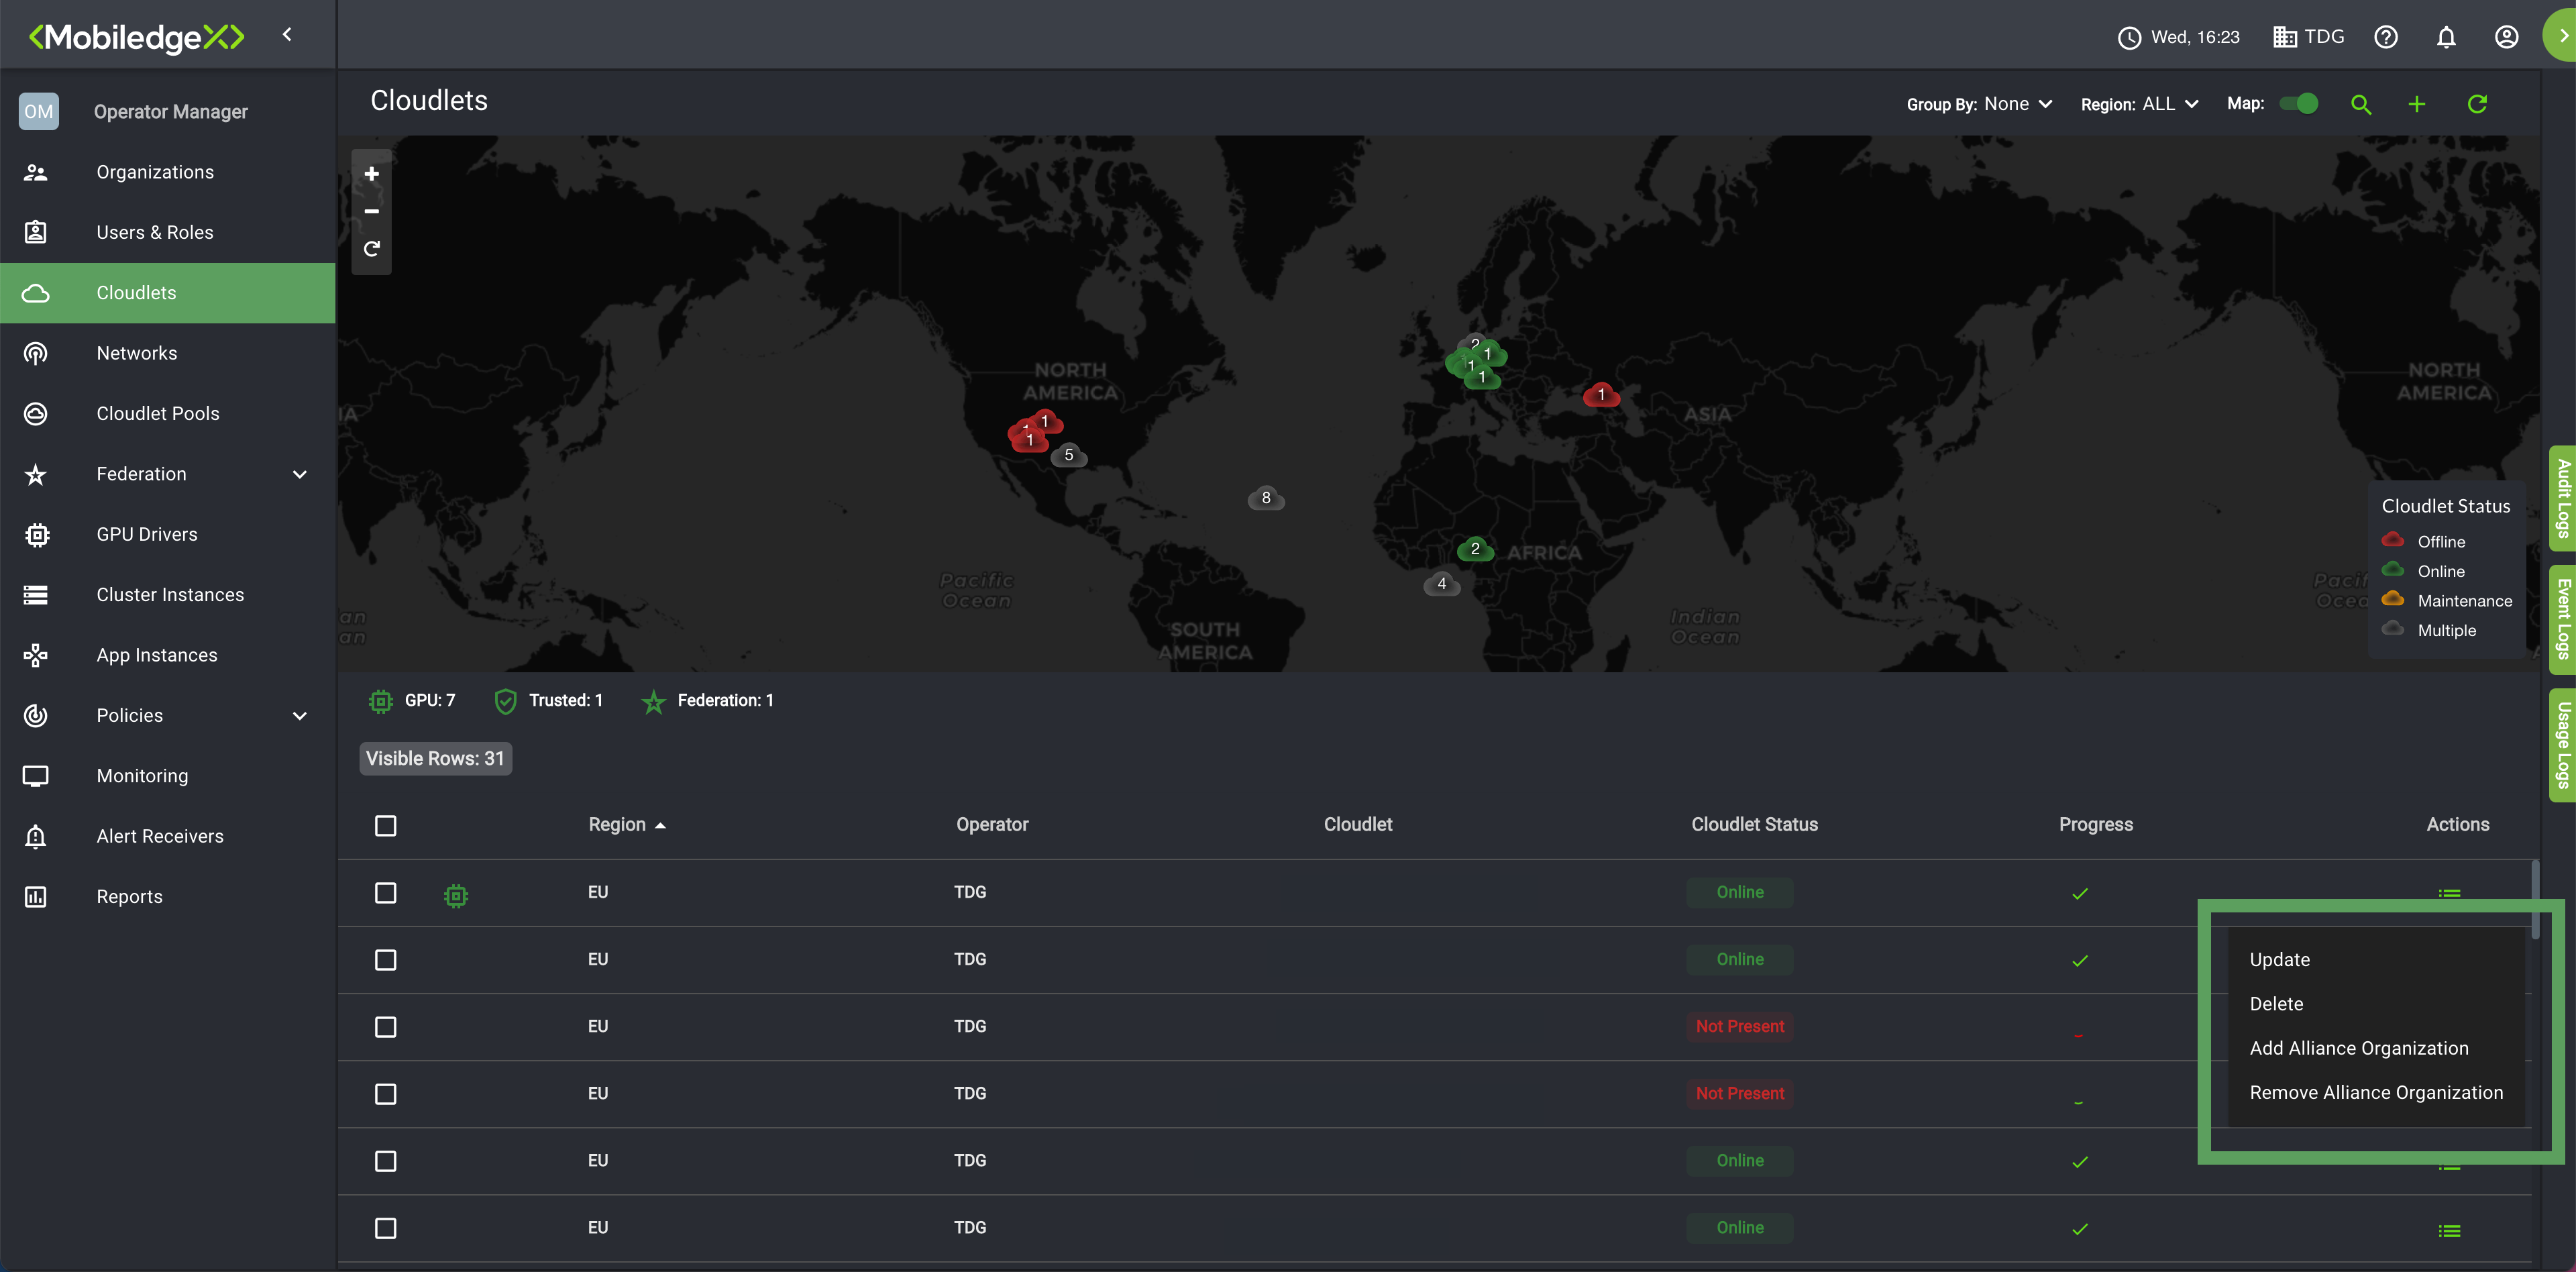 <MobiledgeX>
Wed, 16:23
TDG
OM
Operator Manager
Organizations
Users & Roles
Cloudlets
Networks
Cloudlet Pools
Federation
GPU Drivers
Cluster Instances
App Instances
Policies
Monitoring
Alert Receivers
Reports
Cloudlets
Group By: None
Region: ALL
Map:
NORTH
AMERICA
ASIA
NORTH
AMERICA
IA
2
1
1
1
1
1
1
5
8
2
AFRICA
4
Pacific
Ocean
SOUTH
AMERICA
Indian
Ocean
an
an
Cloudlet Status
Offline
Online
Maintenance
Multiple
Audit Logs
Event Logs
Usage Logs
GPU: 7
Trusted: 1
Federation: 1
Visible Rows: 31
Region Operator Cloudlet Cloudlet Status Progress Actions
EU TDG Online
EU TDG Online
EU TDG Not Present
EU TDG Not Present
EU TDG Online
EU TDG Online
Update
Delete
Add Alliance Organization
Remove Alliance Organization